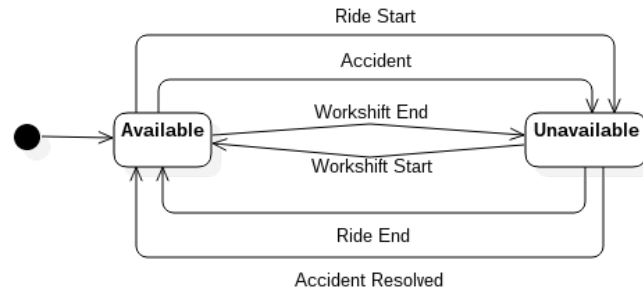 Ride Start
Accident
Workshift End
Available
Unavailable
Workshift Start
Ride End
Accident Resolved